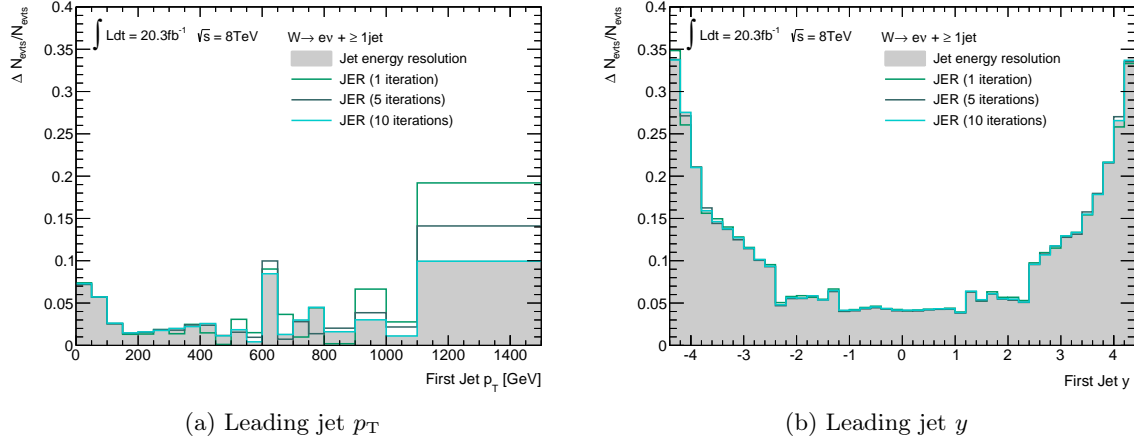 Δ N_evts/N_evts
0.4
0.35
0.3
0.25
0.2
0.15
0.1
0.05
0
∫ Ldt = 20.3fb⁻¹ √s = 8TeV
W→ eν + ≥ 1jet
Jet energy resolution
JER (1 iteration)
JER (5 iterations)
JER (10 iterations)
0 200 400 600 800 1000 1200 1400
First Jet p_T [GeV]
(a) Leading jet p_T
Δ N_evts/N_evts
0.4
0.35
0.3
0.25
0.2
0.15
0.1
0.05
0
∫ Ldt = 20.3fb⁻¹ √s = 8TeV
W→ eν + ≥ 1jet
Jet energy resolution
JER (1 iteration)
JER (5 iterations)
JER (10 iterations)
-4 -3 -2 -1 0 1 2 3 4
First Jet y
(b) Leading jet y